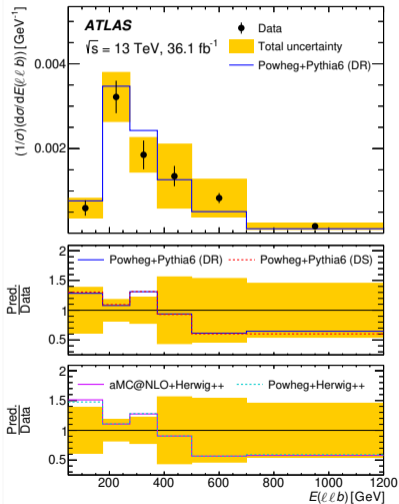 ATLAS
√s = 13 TeV, 36.1 fb⁻¹
Data
Total uncertainty
Powheg+Pythia6 (DR)
(1/σ)(dσ/dE(ℓℓb)) [GeV⁻¹]
0.004
0.002
Powheg+Pythia6 (DR) Powheg+Pythia6 (DS)
Pred. Data
2
1.5
1
0.5
aMC@NLO+Herwig++ Powheg+Herwig++
Pred. Data
2
1.5
1
0.5
200 400 600 800 1000 1200
E(ℓℓb) [GeV]